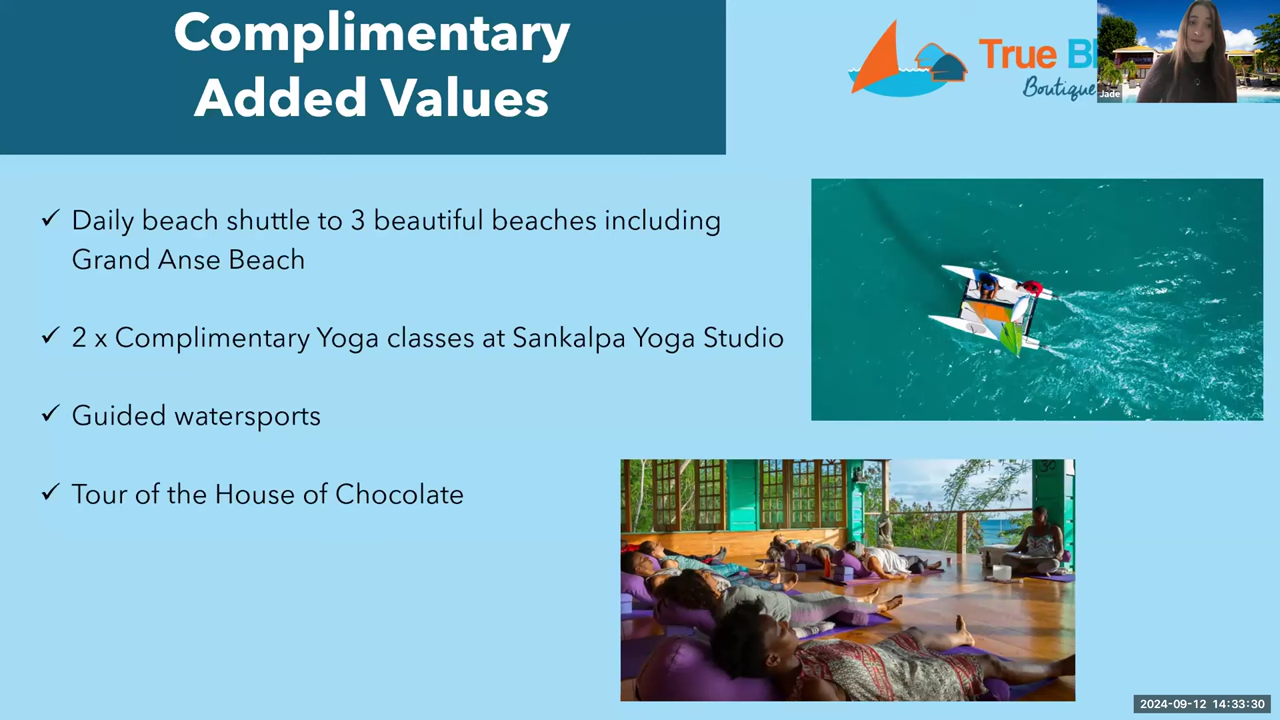 Complimentary
Added Values
True
Boutique
Jade
✓ Daily beach shuttle to 3 beautiful beaches including
Grand Anse Beach
✓ 2 x Complimentary Yoga classes at Sankalpa Yoga Studio
✓ Guided watersports
✓ Tour of the House of Chocolate
2024-09-12 14:33:30